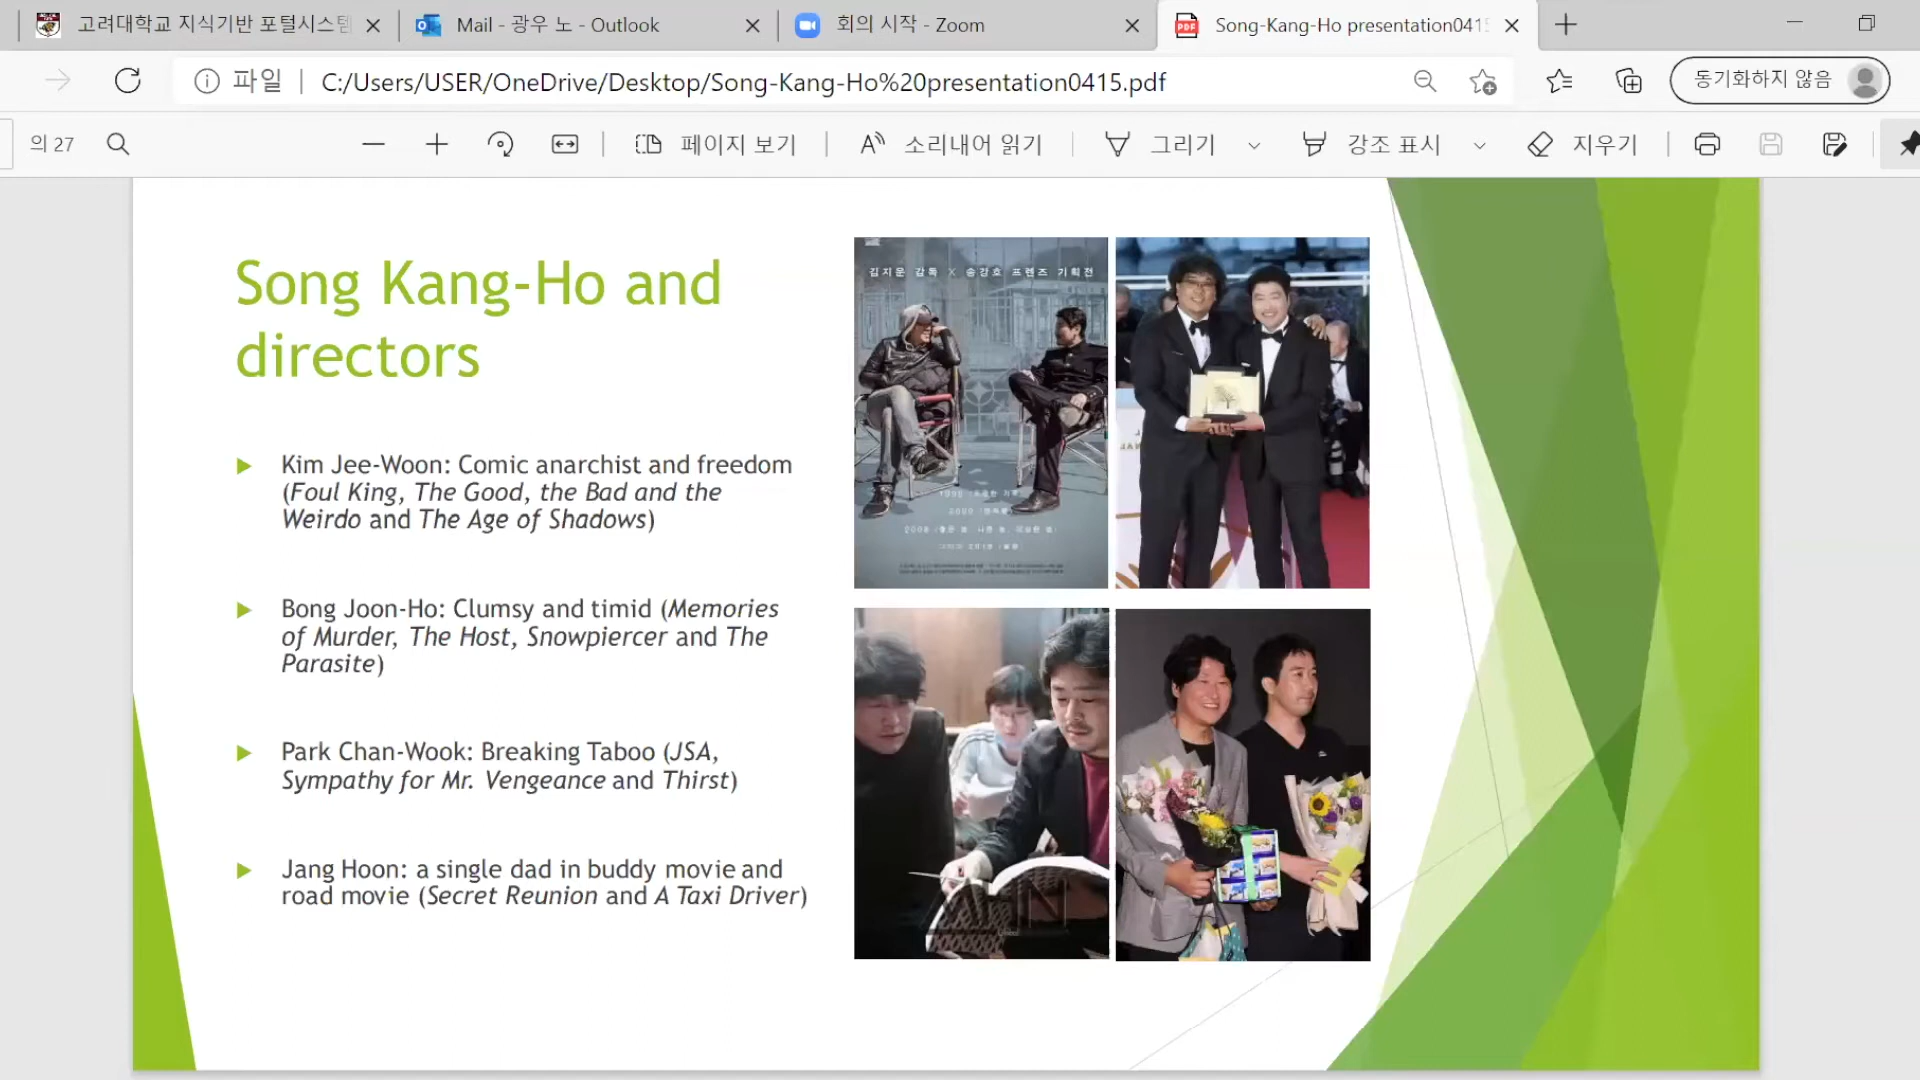 고려대학교 지식기반 포털시스템
Mail - 광우 노 - Outlook
회의 시작 - Zoom
PDF
Song-Kang-Ho presentation041
파일
C:/Users/USER/OneDrive/Desktop/Song-Kang-Ho%20presentation0415.pdf
동기화하지 않음
의 27
페이지 보기
소리내어 읽기
그리기
강조 표시
지우기
Song Kang-Ho and
directors
Kim Jee-Woon: Comic anarchist and freedom
(Foul King, The Good, the Bad and the
Weirdo and The Age of Shadows)
Bong Joon-Ho: Clumsy and timid (Memories
of Murder, The Host, Snowpiercer and The
Parasite)
Park Chan-Wook: Breaking Taboo (JSA,
Sympathy for Mr. Vengeance and Thirst)
Jang Hoon: a single dad in buddy movie and
road movie (Secret Reunion and A Taxi Driver)
김지운 감독 X 송강호 프렌즈 기획전